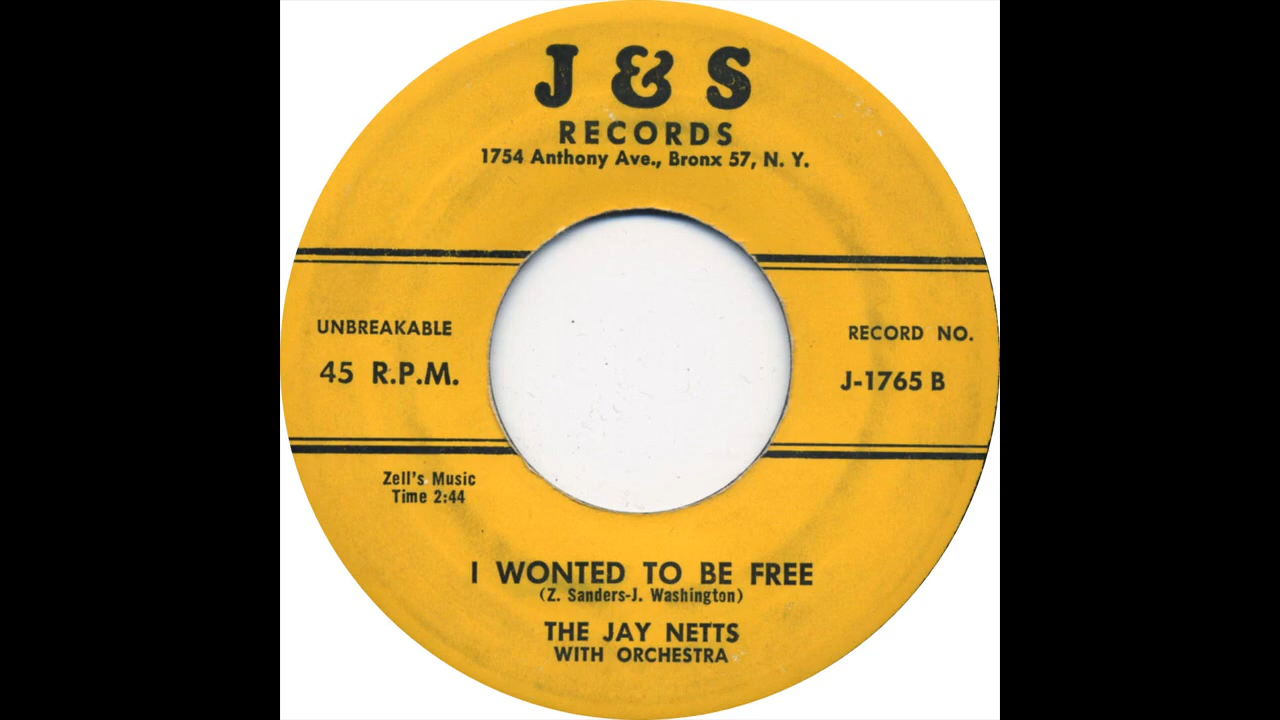 J & S
RECORDS
1754 Anthony Ave., Bronx 57, N. Y.
UNBREAKABLE
45 R.P.M.
RECORD NO.
J-1765 B
Zell's Music
Time 2:44
I WONTED TO BE FREE
(Z. Sanders-J. Washington)
THE JAY NETTS
WITH ORCHESTRA